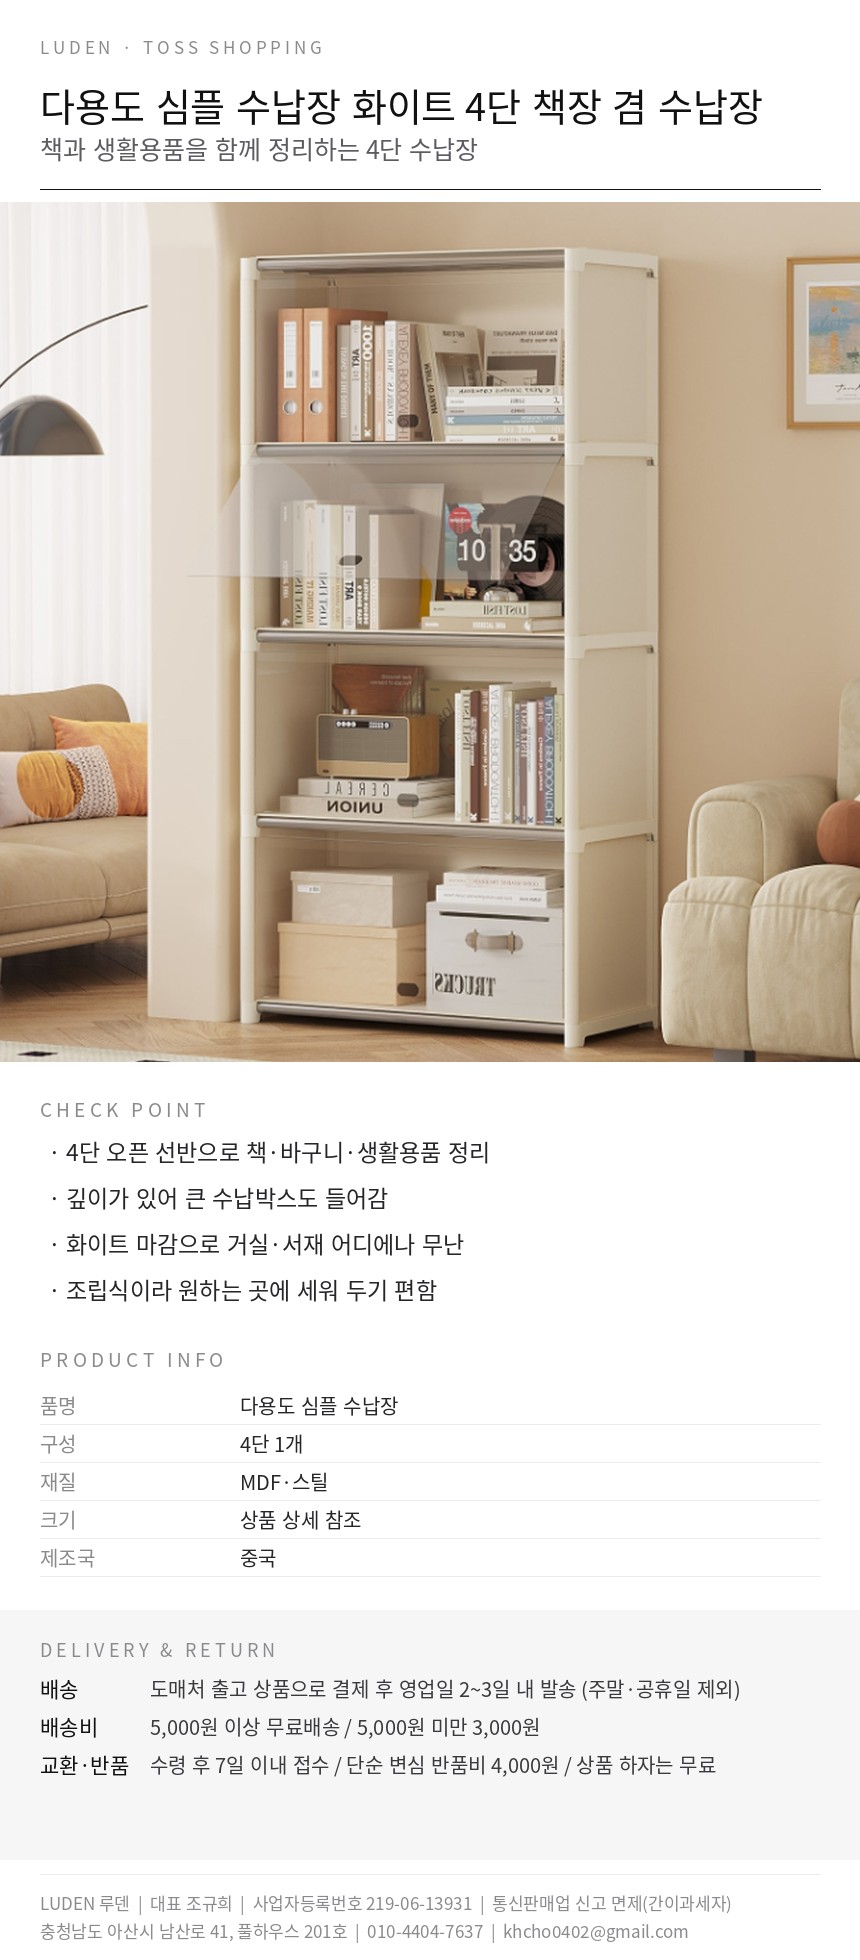 LUDEN · TOSS SHOPPING
다용도 심플 수납장 화이트 4단 책장 겸 수납장
책과 생활용품을 함께 정리하는 4단 수납장
1000
ART
MANY OF THEM
10 35
LOST FISH
CEREAL
UNION
TRUCKS
CHECK POINT
· 4단 오픈 선반으로 책·바구니·생활용품 정리
· 깊이가 있어 큰 수납박스도 들어감
· 화이트 마감으로 거실·서재 어디에나 무난
· 조립식이라 원하는 곳에 세워 두기 편함
PRODUCT INFO
품명 다용도 심플 수납장
구성 4단 1개
재질 MDF·스틸
크기 상품 상세 참조
제조국 중국
DELIVERY & RETURN
배송 도매처 출고 상품으로 결제 후 영업일 2~3일 내 발송 (주말·공휴일 제외)
배송비 5,000원 이상 무료배송 / 5,000원 미만 3,000원
교환·반품 수령 후 7일 이내 접수 / 단순 변심 반품비 4,000원 / 상품 하자는 무료
LUDEN 루덴 | 대표 조규희 | 사업자등록번호 219-06-13931 | 통신판매업 신고 면제(간이과세자)
충청남도 아산시 남산로 41, 풀하우스 201호 | 010-4404-7637 | khcho0402@gmail.com